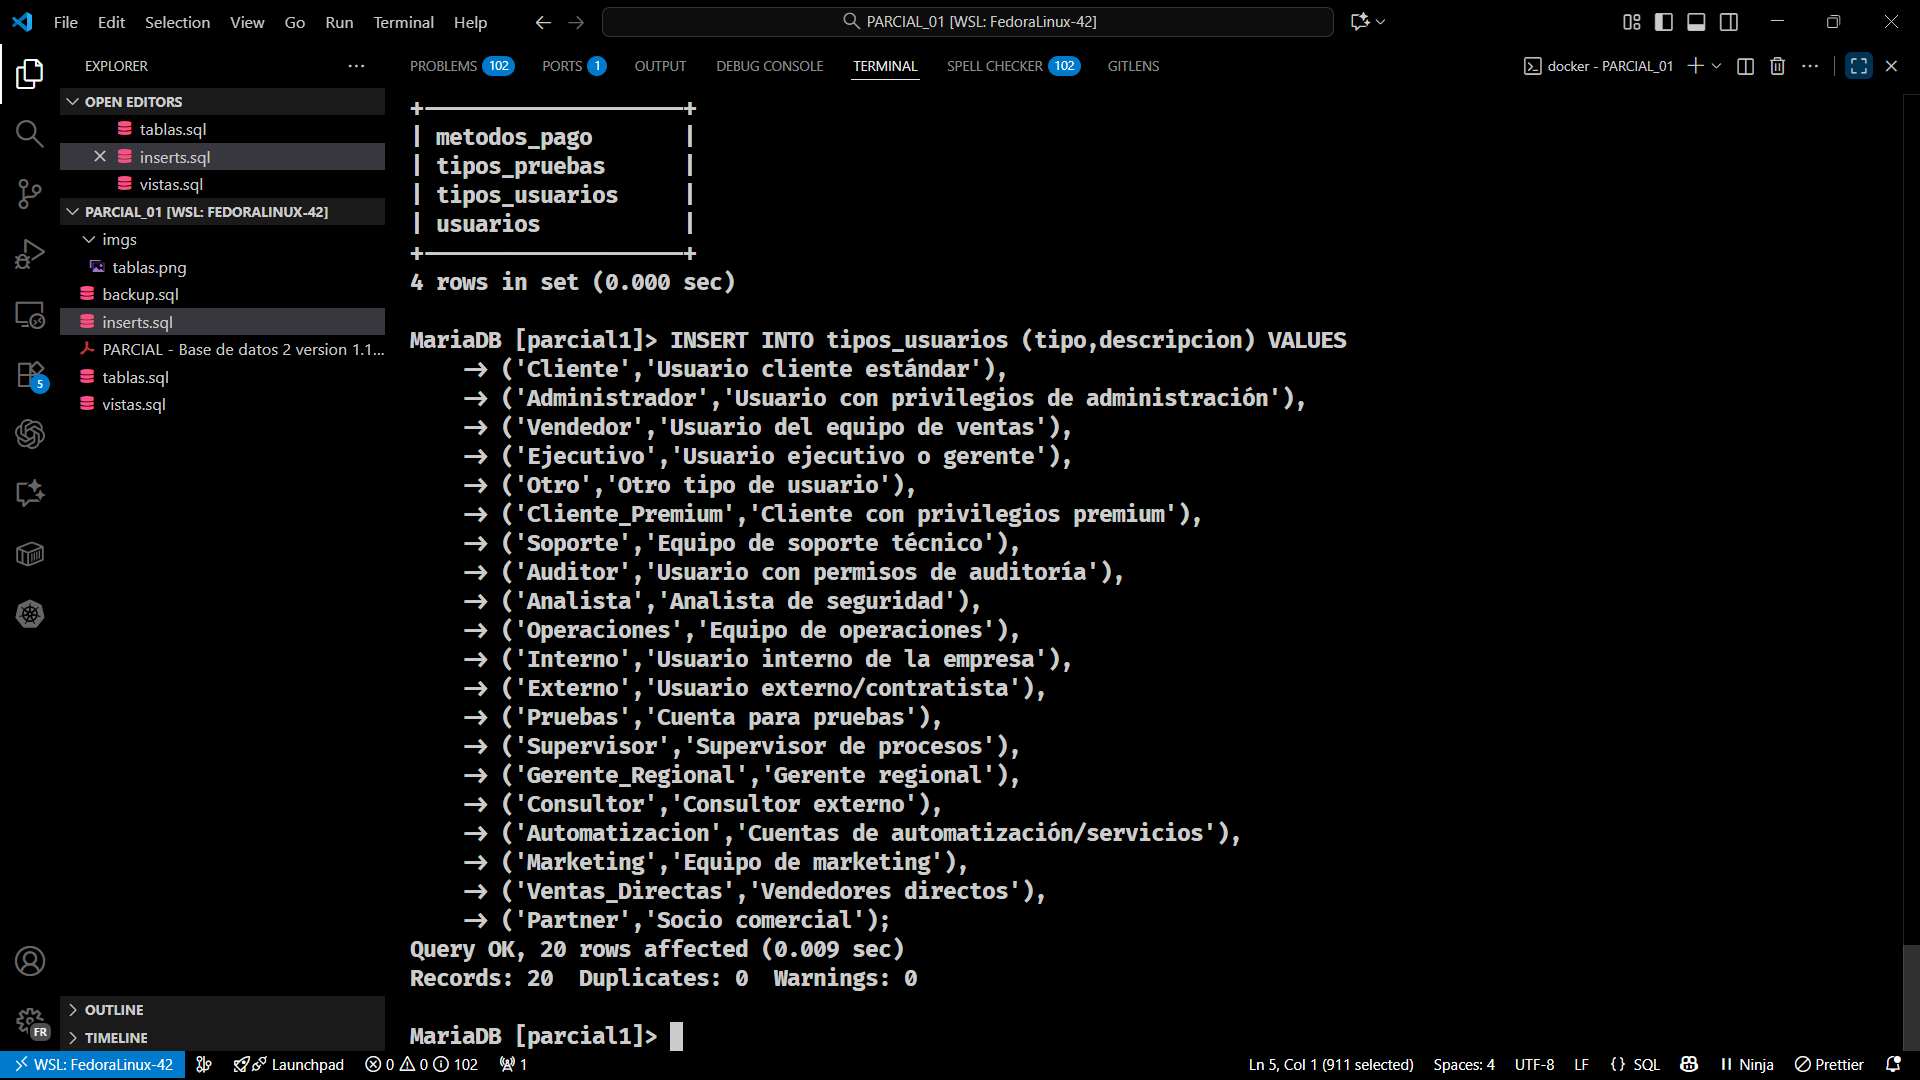 File Edit Selection View Go Run Terminal Help
PARCIAL_01 [WSL: FedoraLinux-42]
EXPLORER
OPEN EDITORS
tablas.sql
inserts.sql
vistas.sql
PARCIAL_01 [WSL: FEDORALINUX-42]
imgs
tablas.png
backup.sql
inserts.sql
PARCIAL - Base de datos 2 version 1.1...
tablas.sql
vistas.sql
5
FR
OUTLINE
TIMELINE
PROBLEMS 102 PORTS 1 OUTPUT DEBUG CONSOLE TERMINAL SPELL CHECKER 102 GITLENS
docker - PARCIAL_01
+---------------------+
| metodos_pago |
| tipos_pruebas |
| tipos_usuarios |
| usuarios |
+---------------------+
4 rows in set (0.000 sec)
MariaDB [parcial1]> INSERT INTO tipos_usuarios (tipo,descripcion) VALUES
-> ('Cliente','Usuario cliente estándar'),
-> ('Administrador','Usuario con privilegios de administración'),
-> ('Vendedor','Usuario del equipo de ventas'),
-> ('Ejecutivo','Usuario ejecutivo o gerente'),
-> ('Otro','Otro tipo de usuario'),
-> ('Cliente_Premium','Cliente con privilegios premium'),
-> ('Soporte','Equipo de soporte técnico'),
-> ('Auditor','Usuario con permisos de auditoría'),
-> ('Analista','Analista de seguridad'),
-> ('Operaciones','Equipo de operaciones'),
-> ('Interno','Usuario interno de la empresa'),
-> ('Externo','Usuario externo/contratista'),
-> ('Pruebas','Cuenta para pruebas'),
-> ('Supervisor','Supervisor de procesos'),
-> ('Gerente_Regional','Gerente regional'),
-> ('Consultor','Consultor externo'),
-> ('Automatizacion','Cuentas de automatización/servicios'),
-> ('Marketing','Equipo de marketing'),
-> ('Ventas_Directas','Vendedores directos'),
-> ('Partner','Socio comercial');
Query OK, 20 rows affected (0.009 sec)
Records: 20 Duplicates: 0 Warnings: 0
MariaDB [parcial1]>
WSL: FedoraLinux-42 Launchpad 0 0 102 1 Ln 5, Col 1 (911 selected) Spaces: 4 UTF-8 LF {} SQL Ninja Prettier